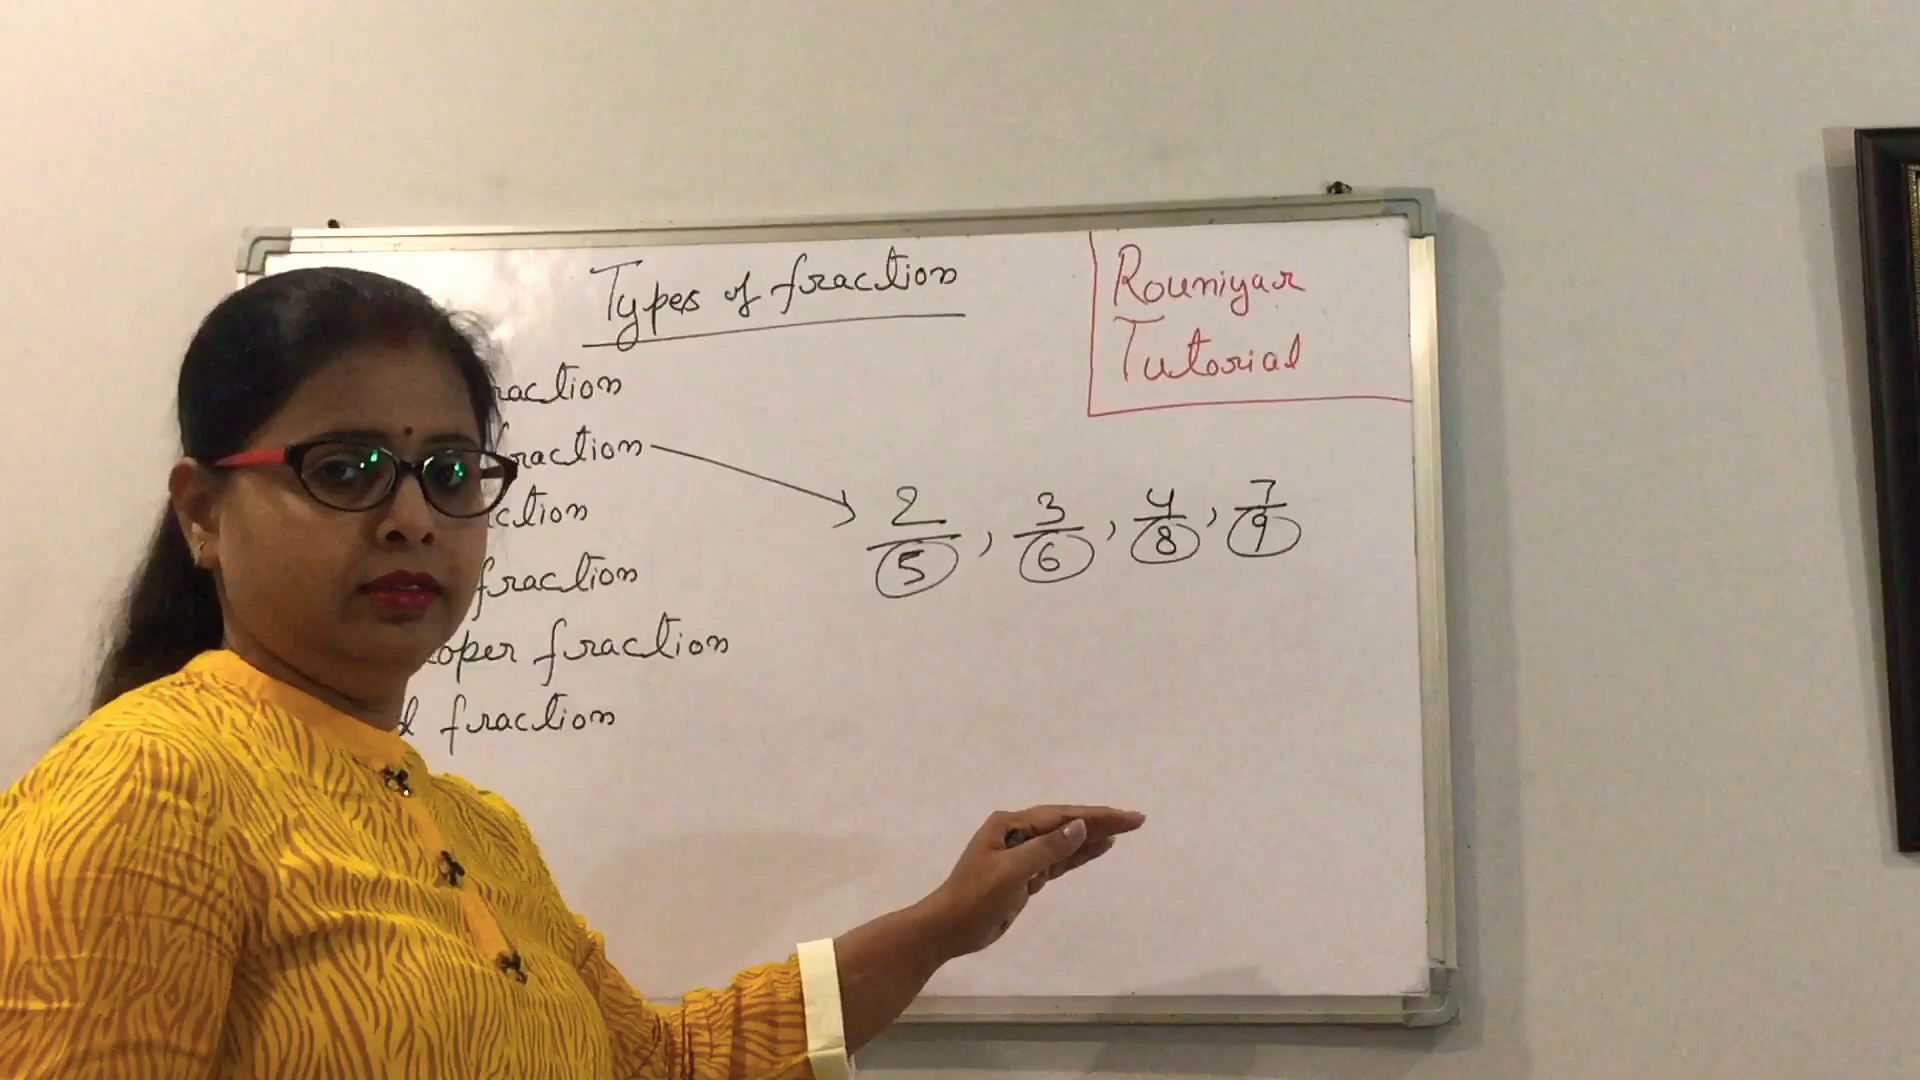 Types of fraction
Rouniyar
Tutorial
raction
raction
ction
fraction
oper fraction
d fraction
2/5, 3/6, 4/8, 7/9